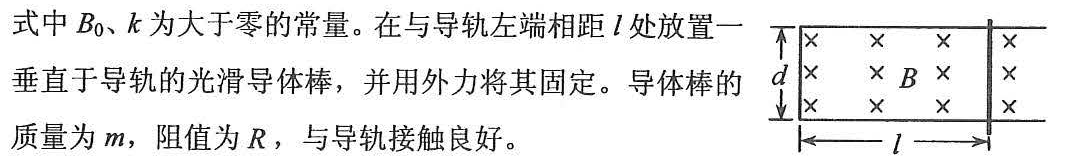 式中 B₀、k 为大于零的常量。在与导轨左端相距 l 处放置一
垂直于导轨的光滑导体棒，并用外力将其固定。导体棒的
质量为 m，阻值为 R，与导轨接触良好。
× × × ×
d × × B × ×
× × × ×
l